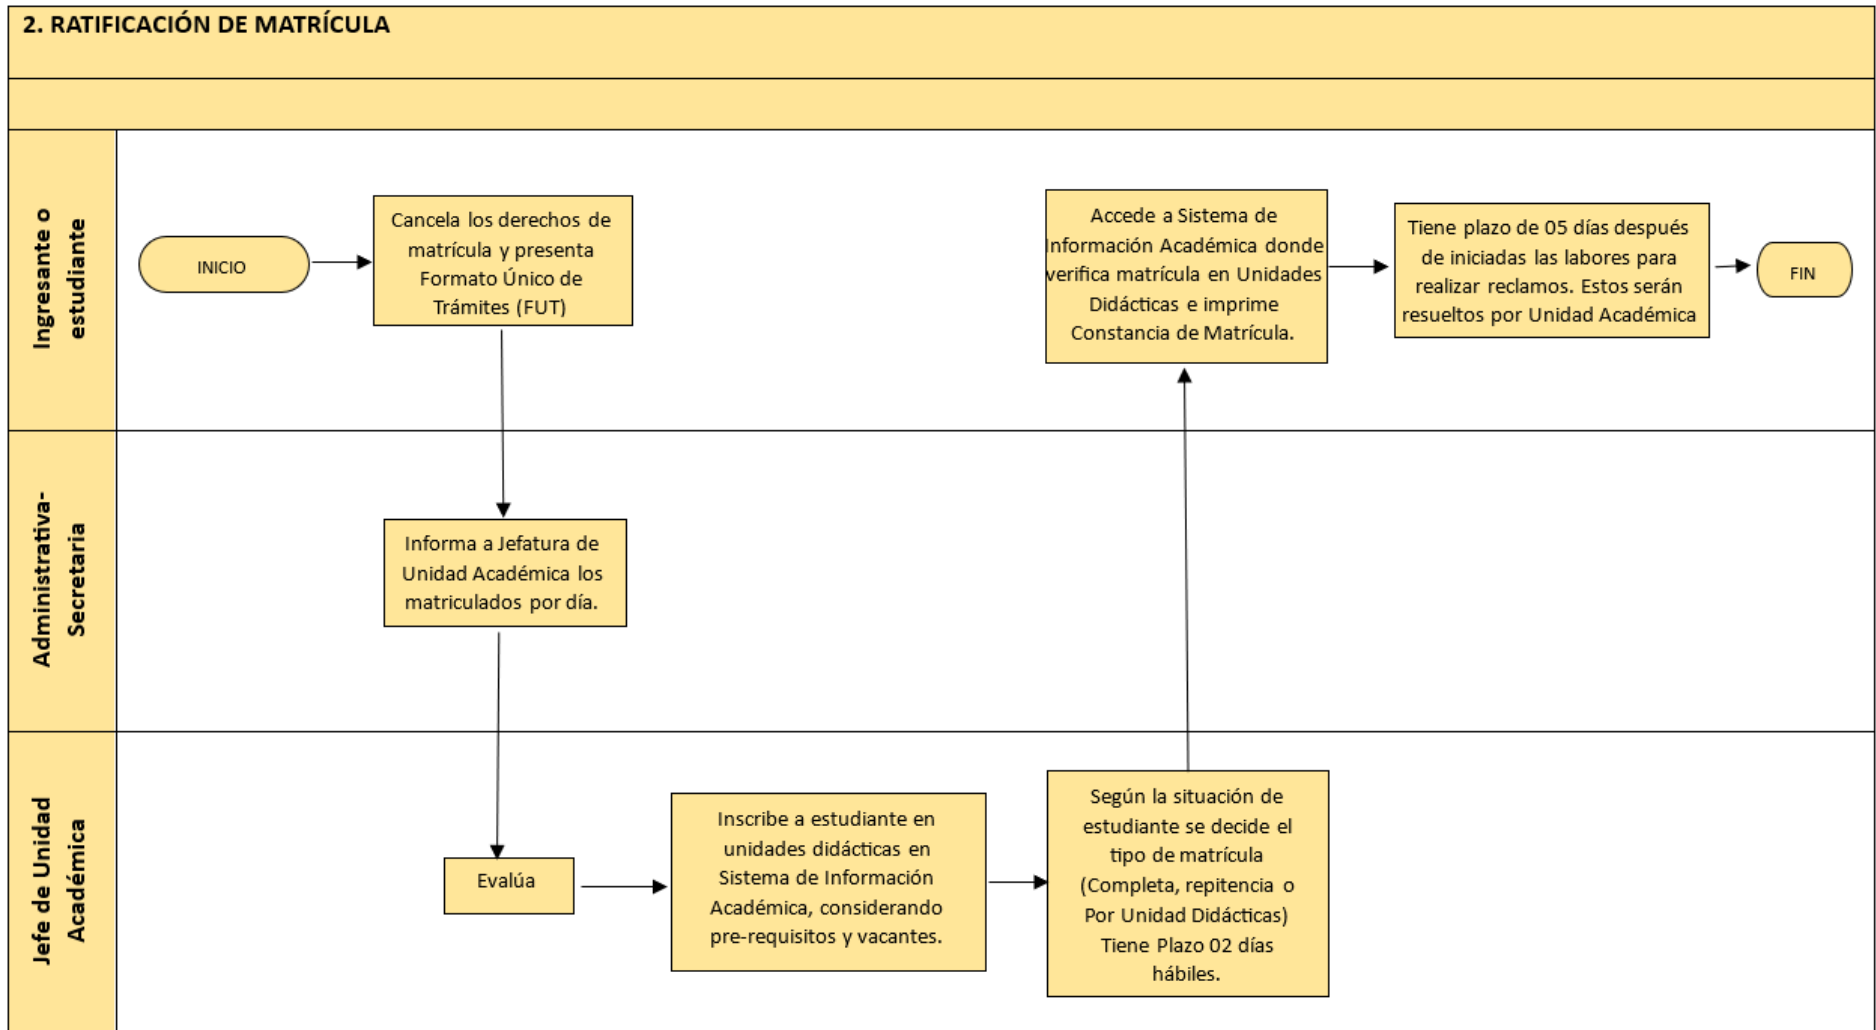 2. RATIFICACIÓN DE MATRÍCULA
Ingresante o
estudiante
INICIO
Cancela los derechos de
matrícula y presenta
Formato Único de
Trámites (FUT)
Accede a Sistema de
Información Académica donde
verifica matrícula en Unidades
Didácticas e imprime
Constancia de Matrícula.
Tiene plazo de 05 días después
de iniciadas las labores para
realizar reclamos. Estos serán
resueltos por Unidad Académica
FIN
Administrativa-
Secretaria
Informa a Jefatura de
Unidad Académica los
matriculados por día.
Jefe de Unidad
Académica
Evalúa
Inscribe a estudiante en
unidades didácticas en
Sistema de Información
Académica, considerando
pre-requisitos y vacantes.
Según la situación de
estudiante se decide el
tipo de matrícula
(Completa, repitencia o
Por Unidad Didácticas)
Tiene Plazo 02 días
hábiles.